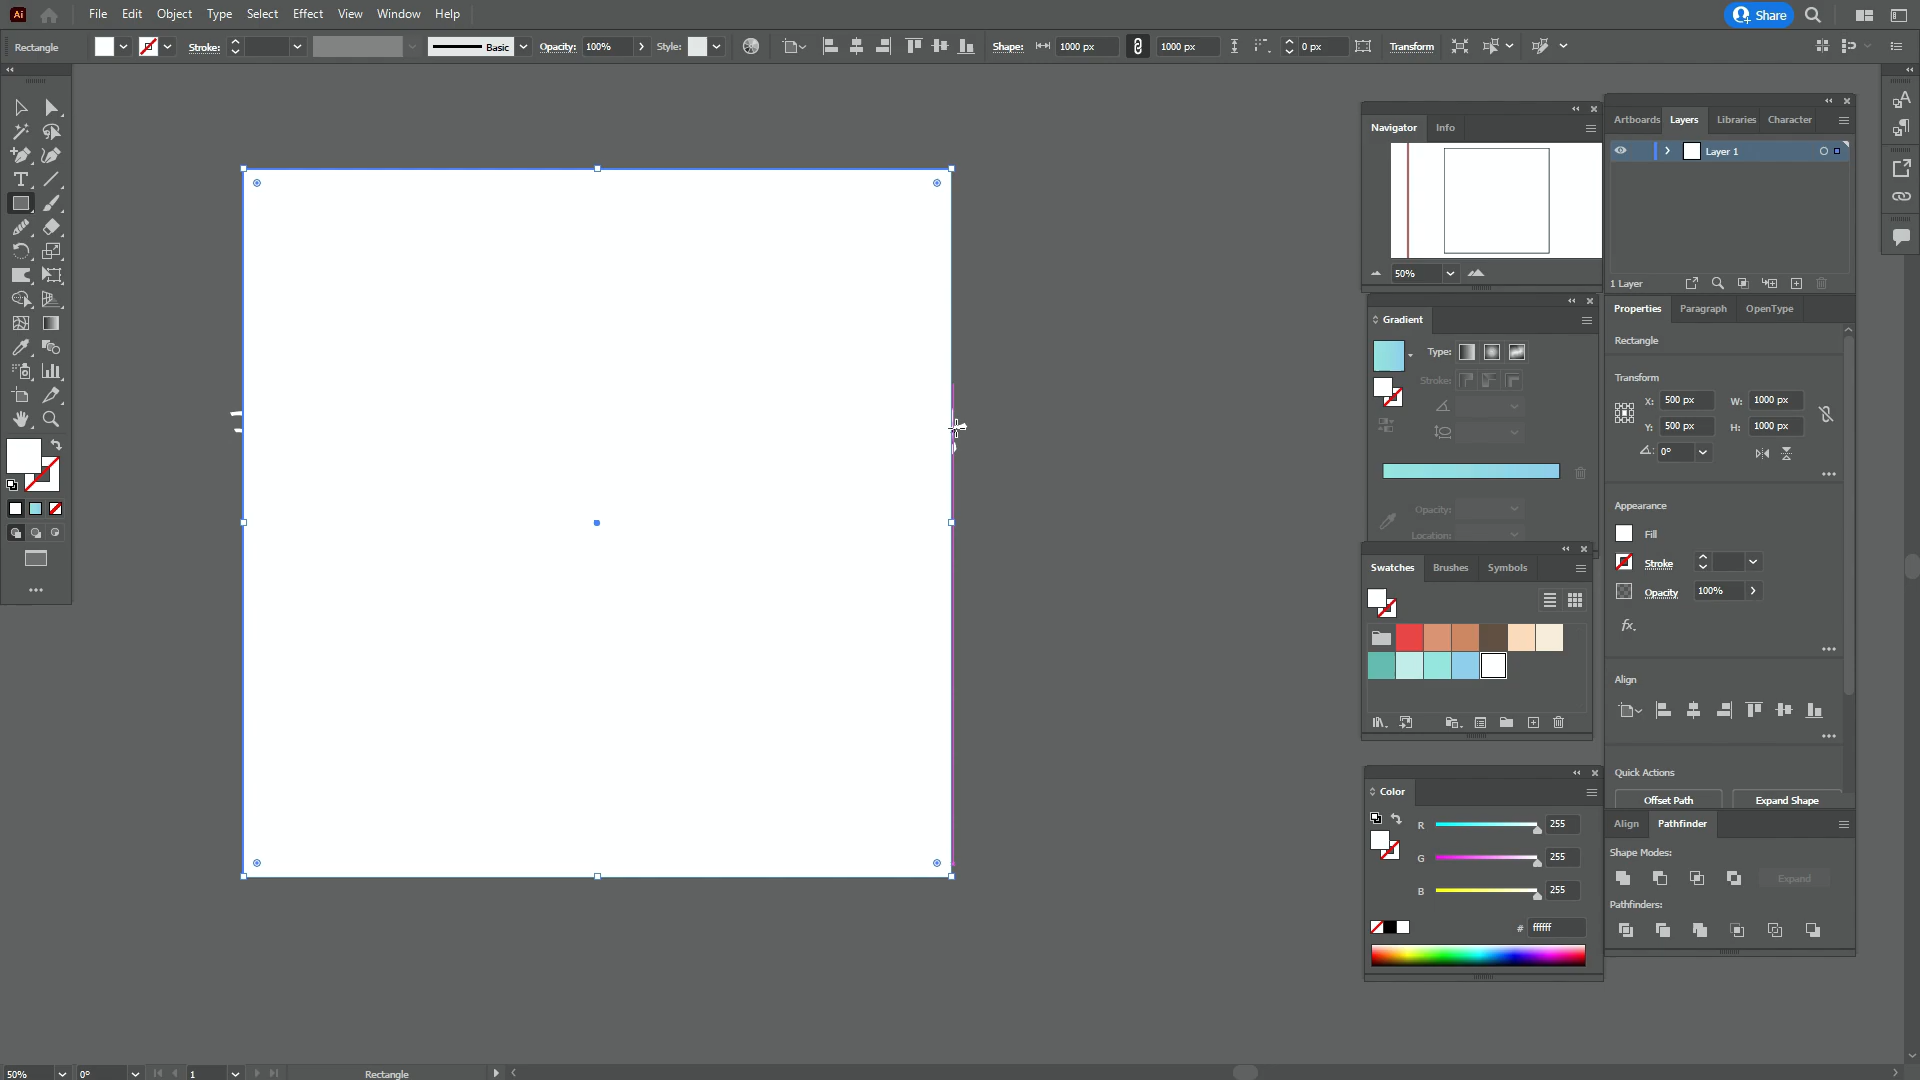 Ai File Edit Object Type Select Effect View Window Help Share
Rectangle Stroke: Basic Opacity: 100% Style: Shape: 1000 px 1000 px 0 px Transform
Navigator Info
50%
Artboards Layers Libraries Character
Layer 1
1 Layer
Gradient
Type:
Stroke:
Opacity:
Location:
Properties Paragraph OpenType
Rectangle
Transform
X: 500 px W: 1000 px
Y: 500 px H: 1000 px
0°
Appearance
Fill
Stroke
Opacity 100%
fx.
Align
Quick Actions
Offset Path Expand Shape
Swatches Brushes Symbols
Color
R 255
G 255
B 255
# ffffff
Align Pathfinder
Shape Modes:
Expand
Pathfinders:
50% 0° 1 Rectangle